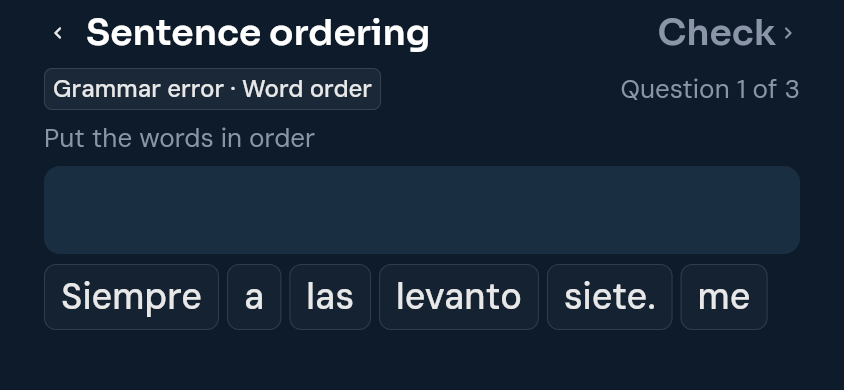 ‹ Sentence ordering Check ›
Grammar error · Word order Question 1 of 3
Put the words in order
Siempre a las levanto siete. me